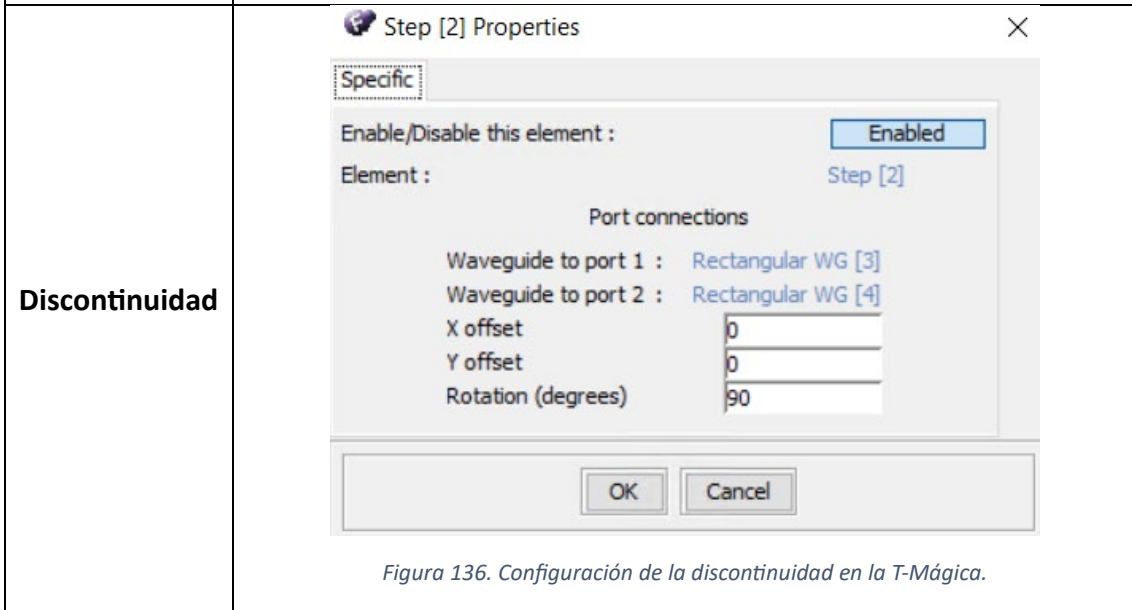 Step [2] Properties
Specific
Enable/Disable this element : Enabled
Element : Step [2]
Port connections
Waveguide to port 1 : Rectangular WG [3]
Discontinuidad
Waveguide to port 2 : Rectangular WG [4]
X offset 0
Y offset 0
Rotation (degrees) 90
OK Cancel
Figura 136. Configuración de la discontinuidad en la T-Mágica.